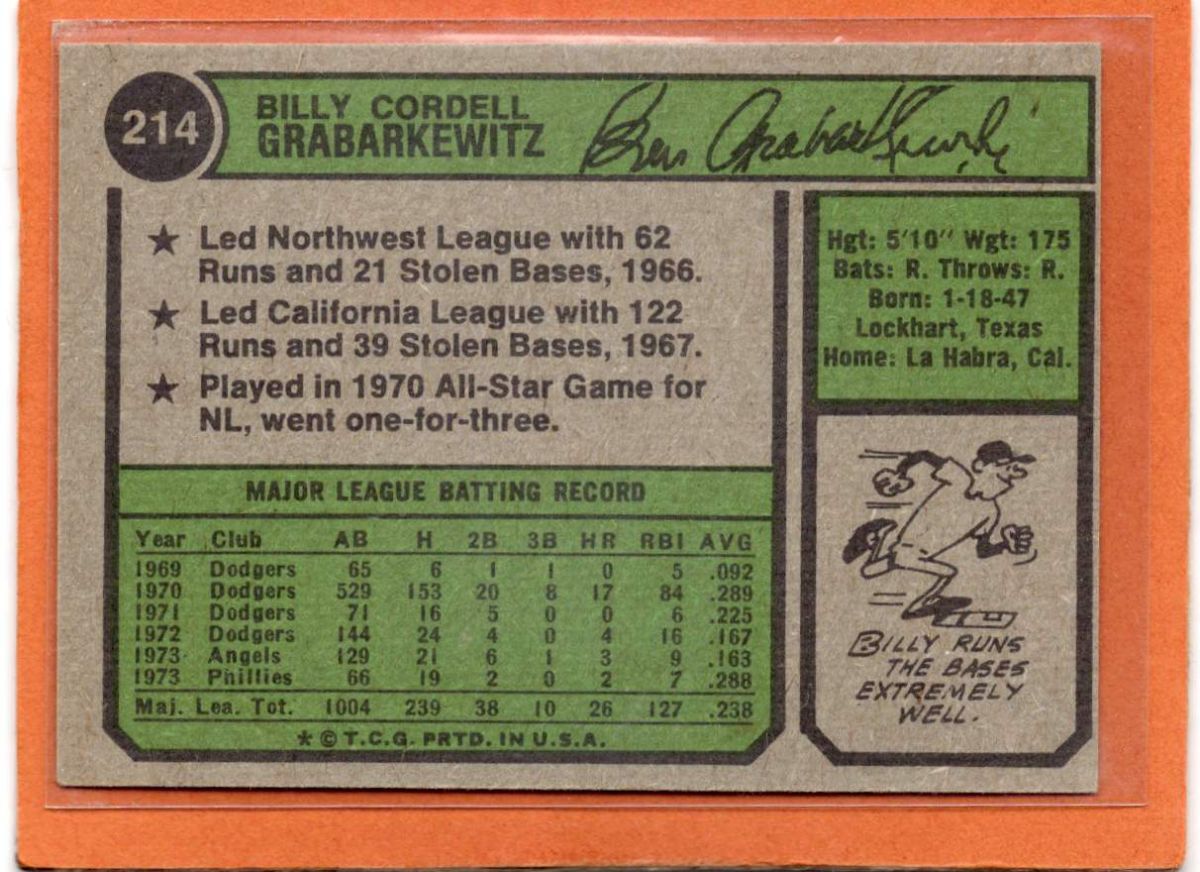 214
BILLY CORDELL
GRABARKEWITZ
★ Led Northwest League with 62
Runs and 21 Stolen Bases, 1966.
★ Led California League with 122
Runs and 39 Stolen Bases, 1967.
★ Played in 1970 All-Star Game for
NL, went one-for-three.
Hgt: 5'10" Wgt: 175
Bats: R. Throws: R.
Born: 1-18-47
Lockhart, Texas
Home: La Habra, Cal.
MAJOR LEAGUE BATTING RECORD
Year Club AB H 2B 3B HR RBI AVG
1969 Dodgers 65 6 1 1 0 5 .092
1970 Dodgers 529 153 20 8 17 84 .289
1971 Dodgers 71 16 5 0 0 6 .225
1972 Dodgers 144 24 4 0 4 16 .167
1973 Angels 129 21 6 1 3 9 .163
1973 Phillies 66 19 2 0 2 7 .288
Maj. Lea. Tot. 1004 239 38 10 26 127 .238
* © T.C.G. PRTD. IN U.S.A.
BILLY RUNS
THE BASES
EXTREMELY
WELL.